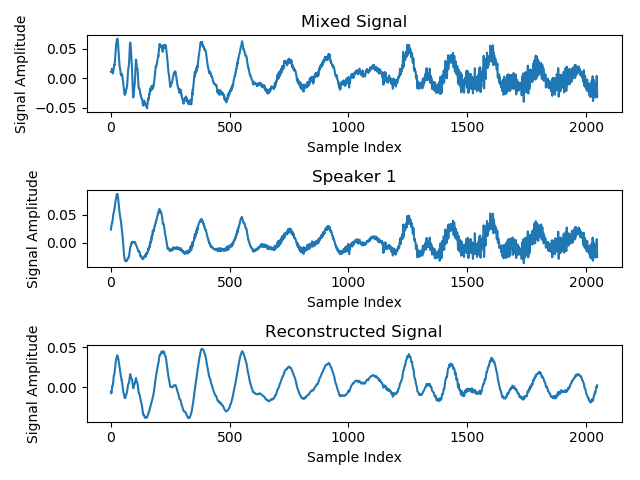 Mixed Signal
Signal Amplitude
0.05
0.00
−0.05
0 500 1000 1500 2000
Sample Index
Speaker 1
Signal Amplitude
0.05
0.00
0 500 1000 1500 2000
Sample Index
Reconstructed Signal
Signal Amplitude
0.05
0.00
0 500 1000 1500 2000
Sample Index